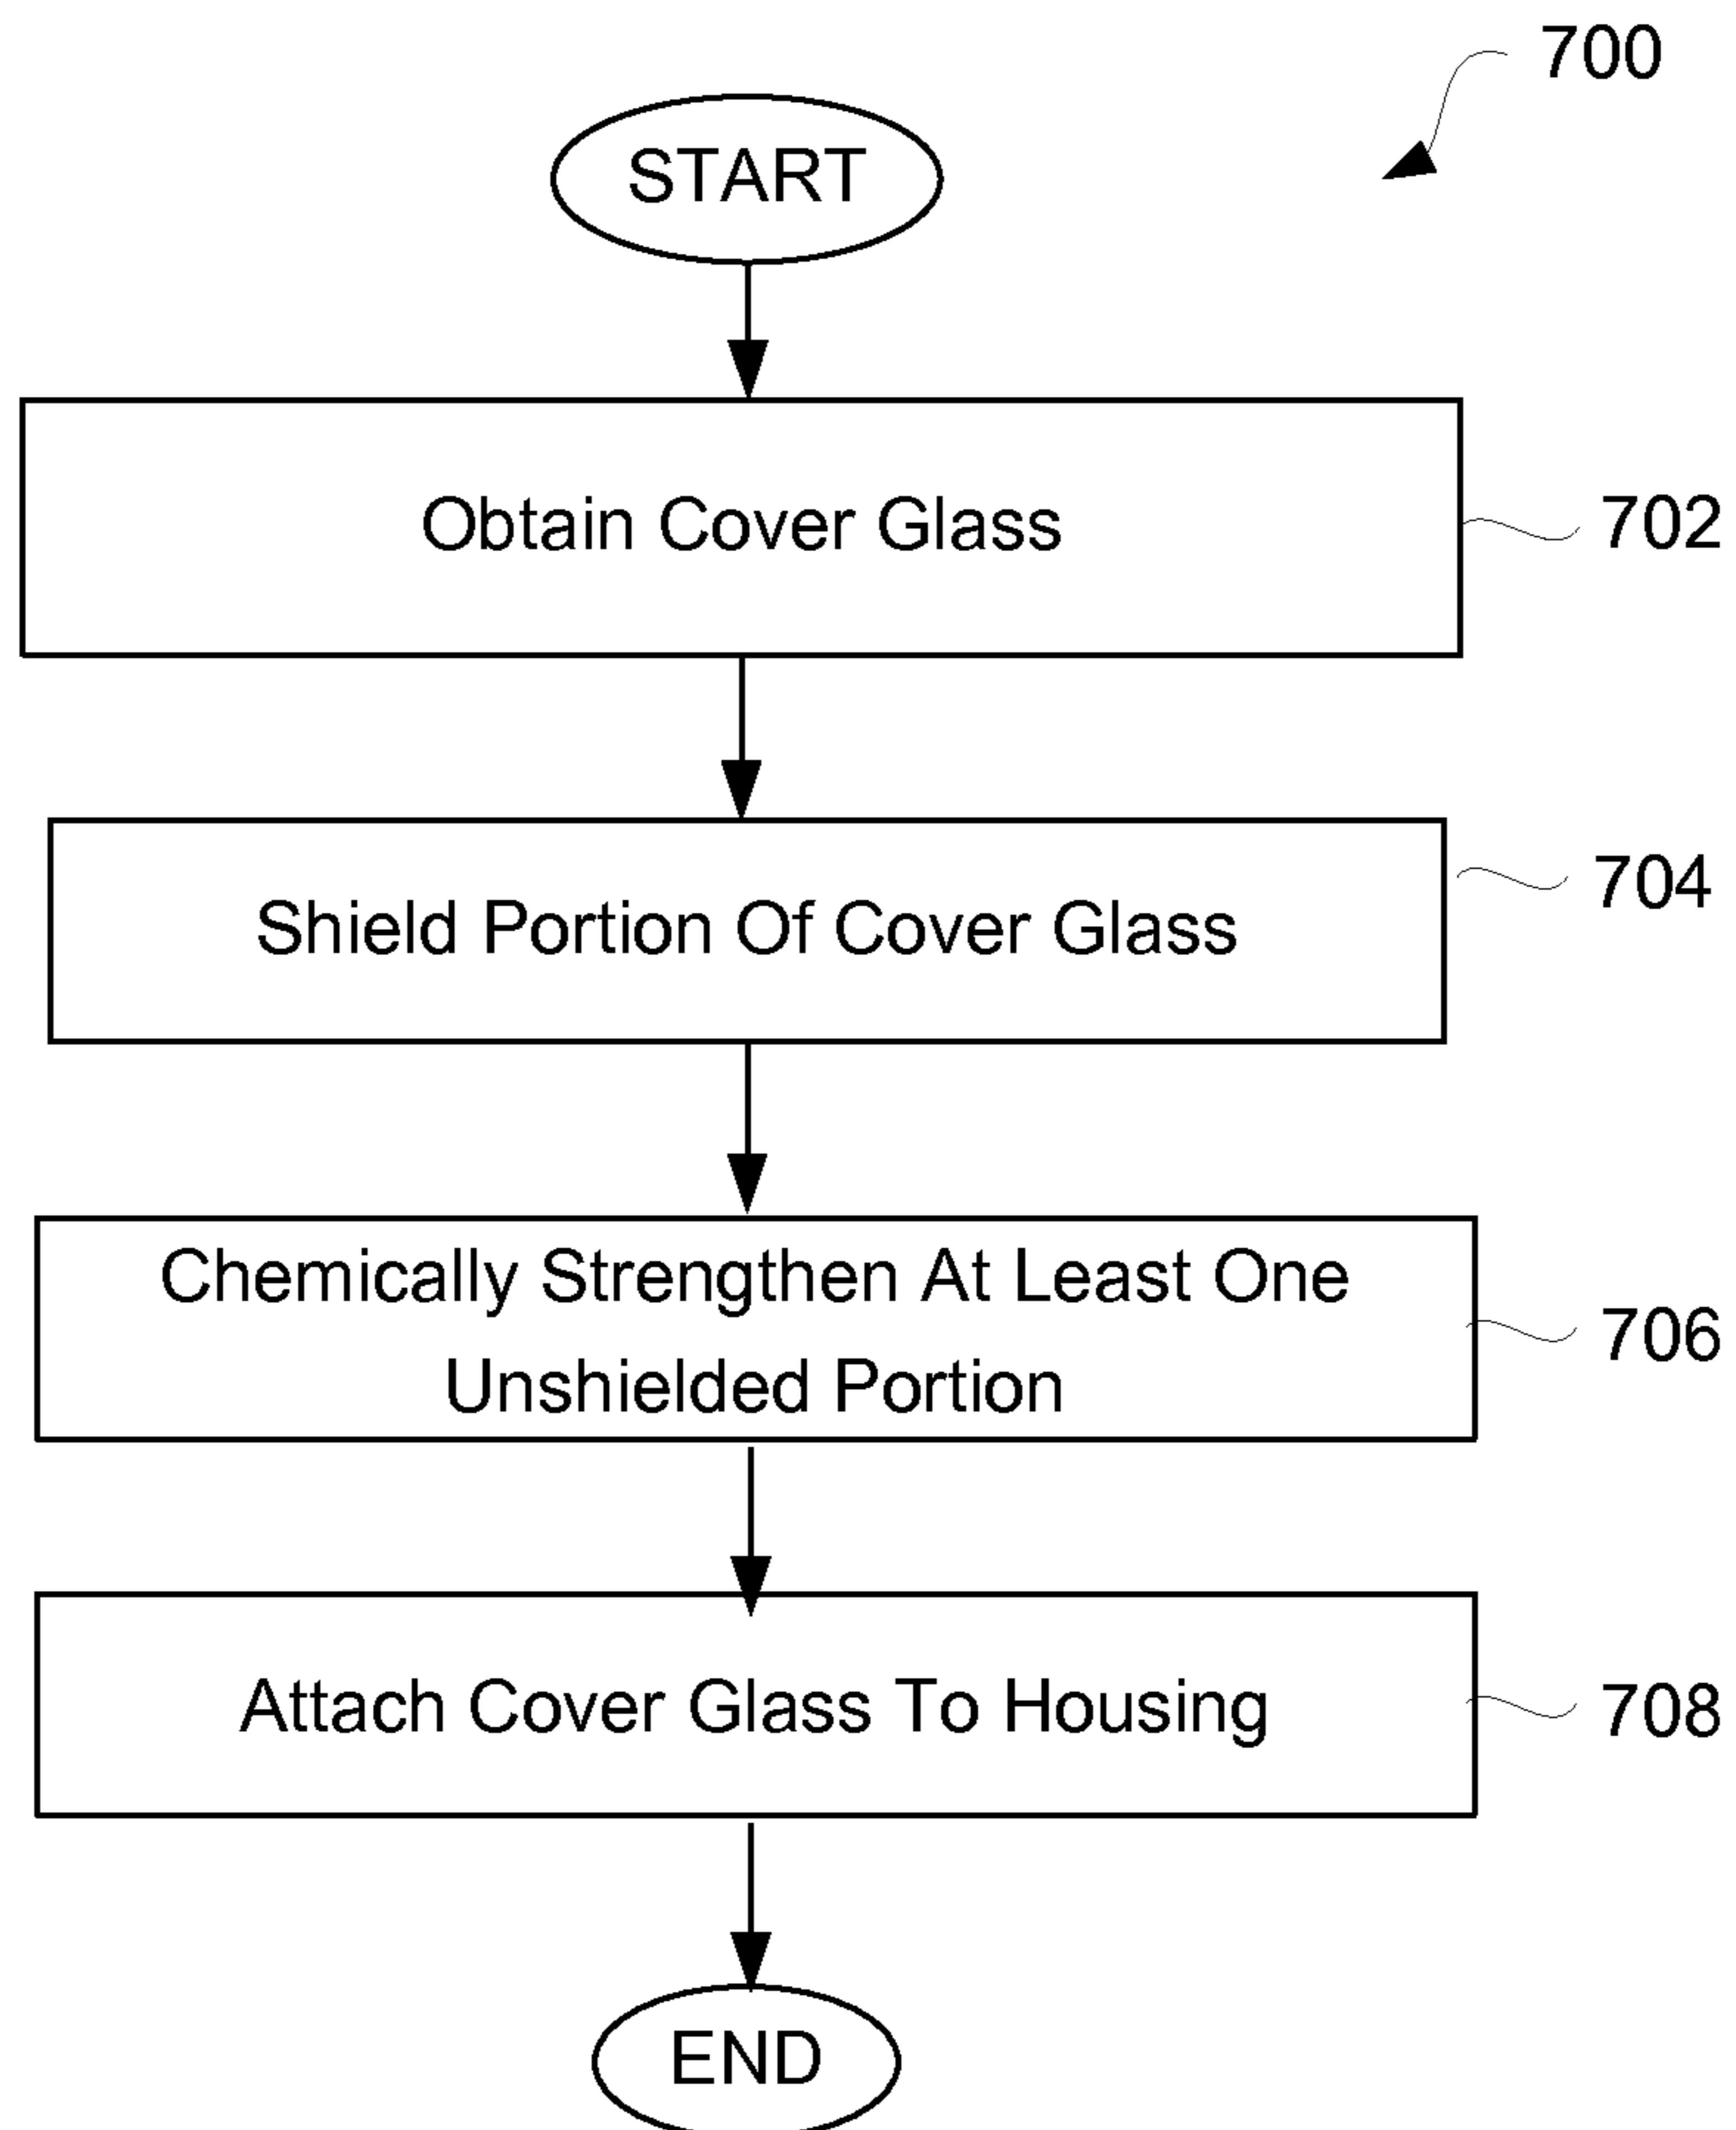 700
START
Obtain Cover Glass
702
Shield Portion Of Cover Glass
704
Chemically Strengthen At Least One
Unshielded Portion
706
Attach Cover Glass To Housing
708
END